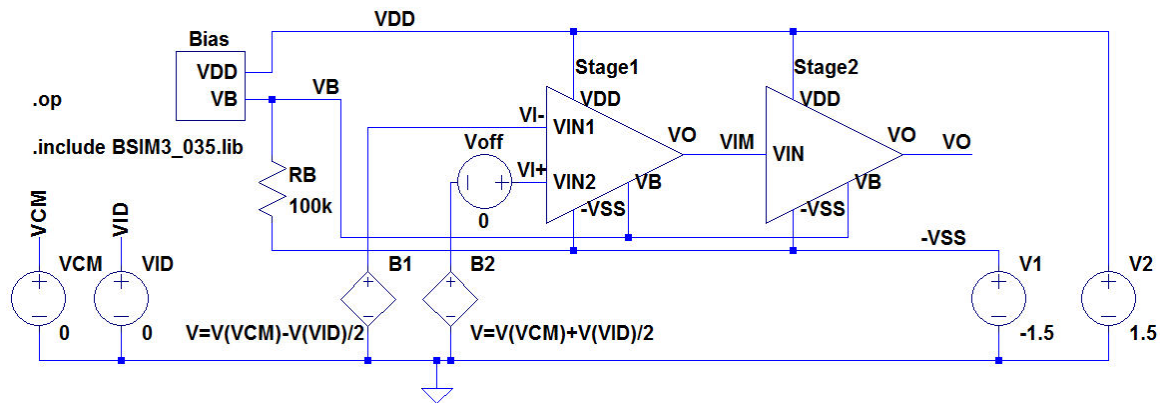 VDD
Bias
VDD
VB
VB
.op
.include BSIM3_035.lib
Stage1
VDD
VI-
VIN1
VO
Voff
VI+
VIN2
VB
-VSS
0
VIM
Stage2
VDD
VIN
VO
VO
VB
-VSS
RB
100k
-VSS
VCM
VID
VCM
0
VID
0
B1
V=V(VCM)-V(VID)/2
B2
V=V(VCM)+V(VID)/2
V1
-1.5
V2
1.5